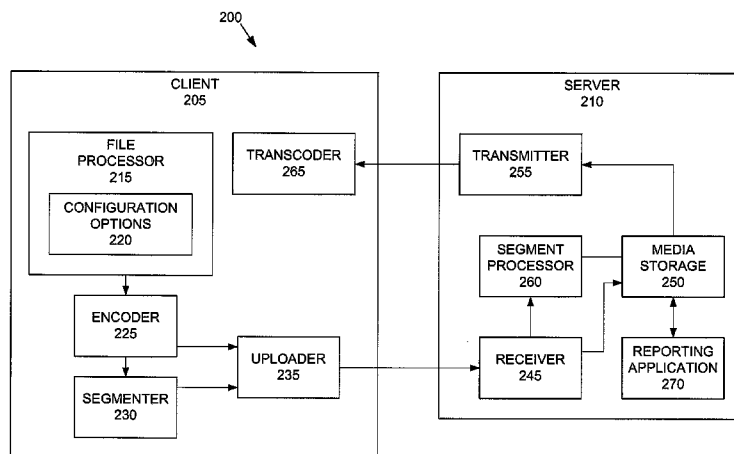 200
CLIENT
205
FILE
PROCESSOR
215
CONFIGURATION
OPTIONS
220
ENCODER
225
SEGMENTER
230
TRANSCODER
265
UPLOADER
235
SERVER
210
TRANSMITTER
255
SEGMENT
PROCESSOR
260
MEDIA
STORAGE
250
RECEIVER
245
REPORTING
APPLICATION
270